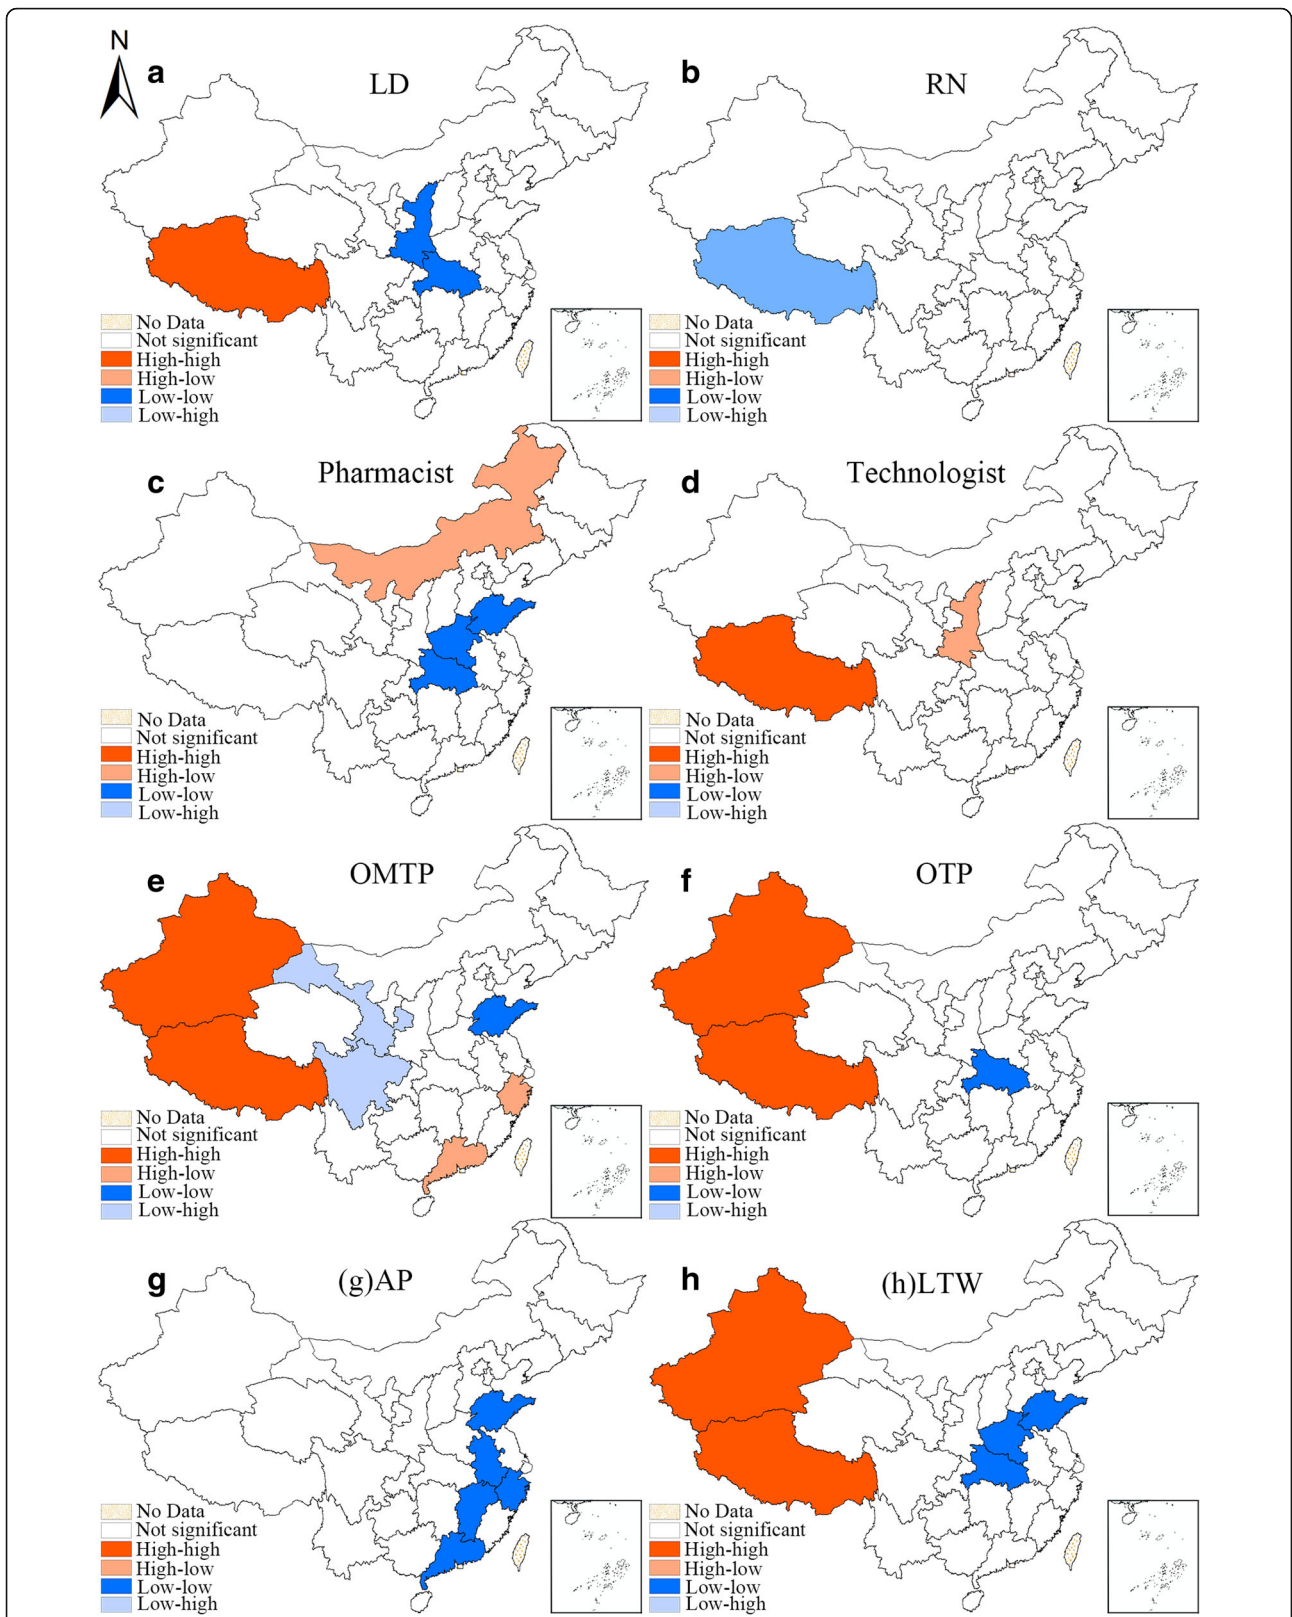 N
a
LD
No Data
Not significant
High-high
High-low
Low-low
Low-high
b
RN
No Data
Not significant
High-high
High-low
Low-low
Low-high
c
Pharmacist
No Data
Not significant
High-high
High-low
Low-low
Low-high
d
Technologist
No Data
Not significant
High-high
High-low
Low-low
Low-high
e
OMTP
No Data
Not significant
High-high
High-low
Low-low
Low-high
f
OTP
No Data
Not significant
High-high
High-low
Low-low
Low-high
g
(g)AP
No Data
Not significant
High-high
High-low
Low-low
Low-high
h
(h)LTW
No Data
Not significant
High-high
High-low
Low-low
Low-high